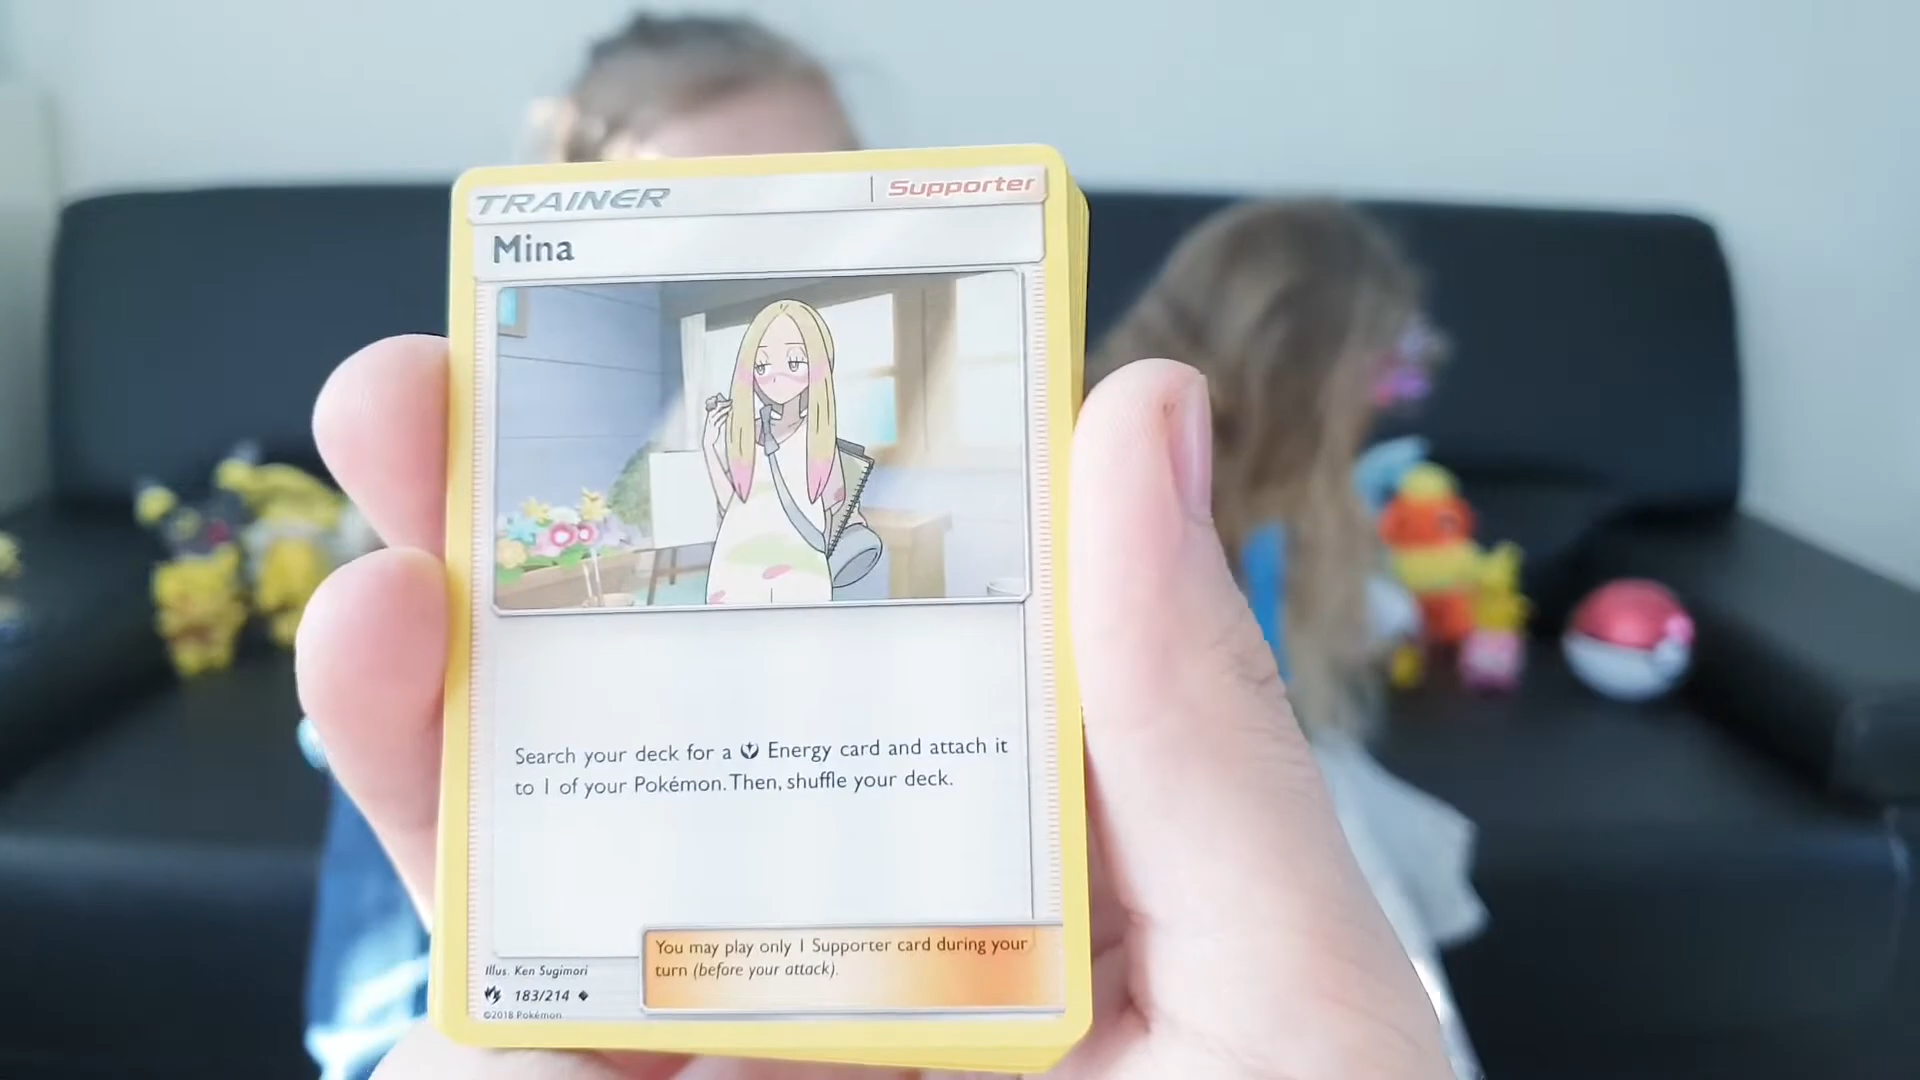 TRAINER Supporter
Mina
Search your deck for a Energy card and attach it
to 1 of your Pokémon. Then, shuffle your deck.
You may play only 1 Supporter card during your
turn (before your attack).
Illus. Ken Sugimori
183/214
©2018 Pokémon